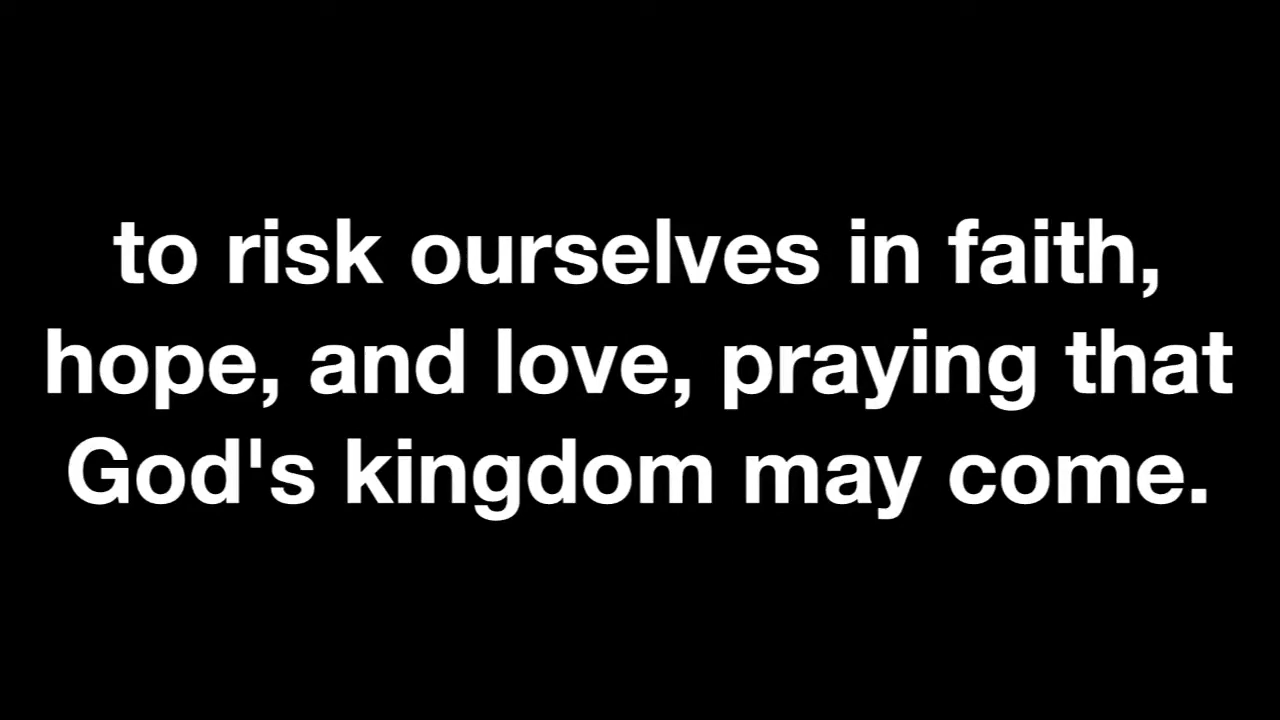 to risk ourselves in faith,
hope, and love, praying that
God's kingdom may come.